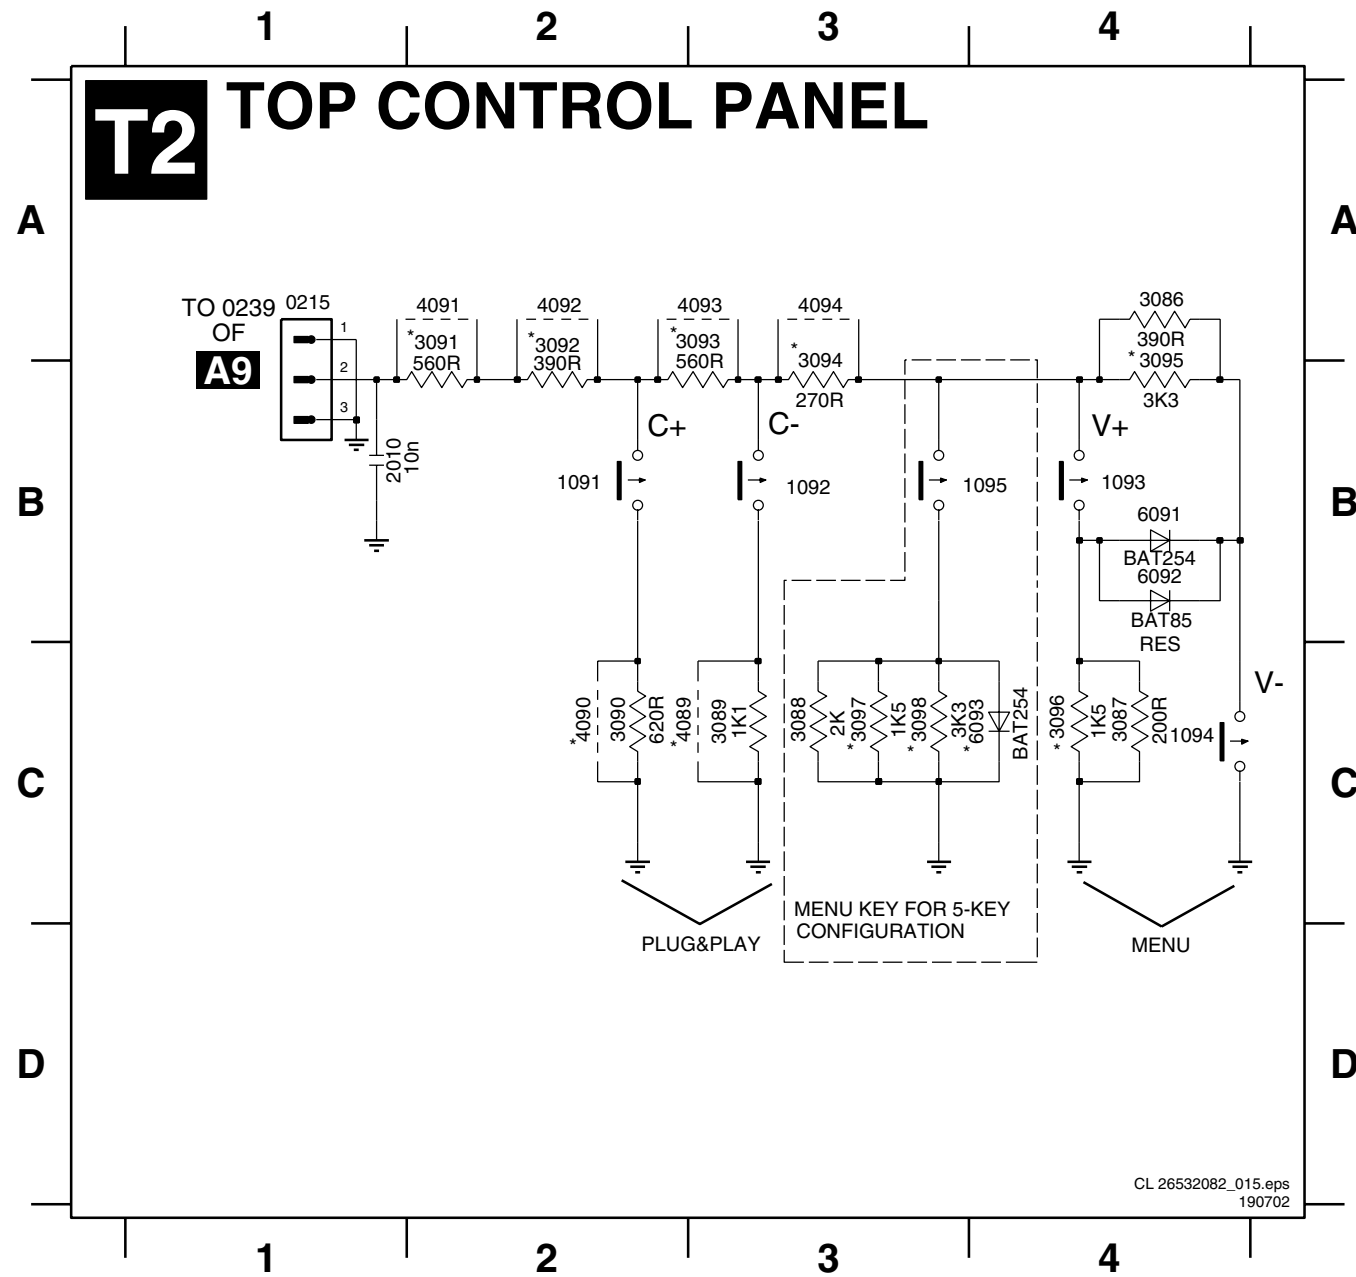 1 2 3 4
T2 TOP CONTROL PANEL
A A
TO 0239 OF A9
0215
1
2
3
4091
*3091
560R
4092
*3092
390R
4093
*3093
560R
4094
*3094
270R
3086
390R
*3095
3K3
2010
10n
C+
C-
V+
B B
1091
1092
1095
1093
6091
BAT254
6092
BAT85
RES
*4090
3090
620R
*4089
3089
1K1
3088
2K
*3097
1K5
*3098
3K3
*6093
BAT254
*3096
1K5
3087
200R
V-
1094
C C
PLUG&PLAY
MENU KEY FOR 5-KEY
CONFIGURATION
MENU
D D
CL 26532082_015.eps
190702
1 2 3 4